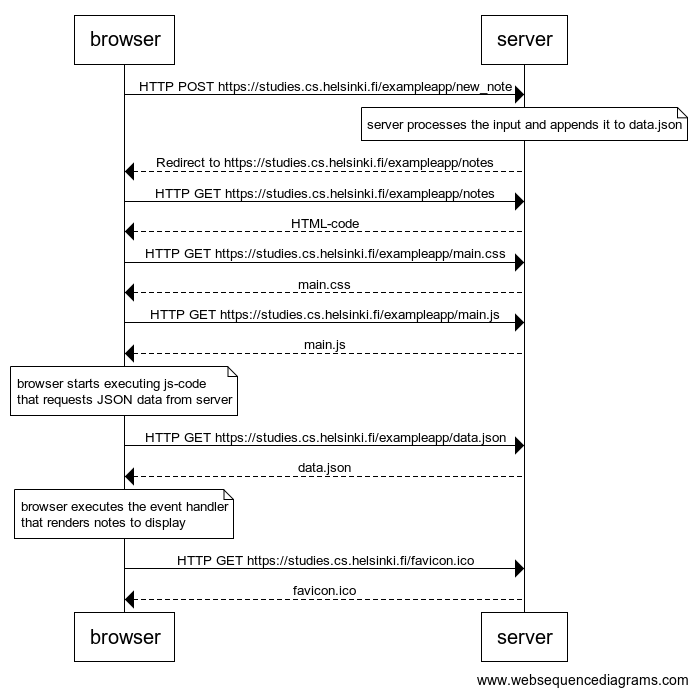 browser
server
HTTP POST https://studies.cs.helsinki.fi/exampleapp/new_note
server processes the input and appends it to data.json
Redirect to https://studies.cs.helsinki.fi/exampleapp/notes
HTTP GET https://studies.cs.helsinki.fi/exampleapp/notes
HTML-code
HTTP GET https://studies.cs.helsinki.fi/exampleapp/main.css
main.css
HTTP GET https://studies.cs.helsinki.fi/exampleapp/main.js
main.js
browser starts executing js-code
that requests JSON data from server
HTTP GET https://studies.cs.helsinki.fi/exampleapp/data.json
data.json
browser executes the event handler
that renders notes to display
HTTP GET https://studies.cs.helsinki.fi/favicon.ico
favicon.ico
browser
server
www.websequencediagrams.com